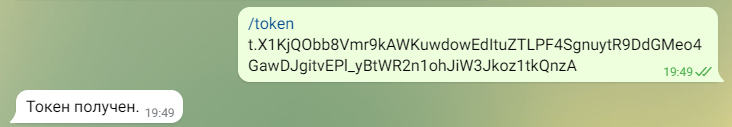 /token
t.X1KjQObb8Vmr9kAWKuwdowEdItuZTLPF4SgnuytR9DdGMeo4
GawDJgitvEPl_yBtWR2n1ohJiW3Jkoz1tkQnzA
19:49
Токен получен. 19:49